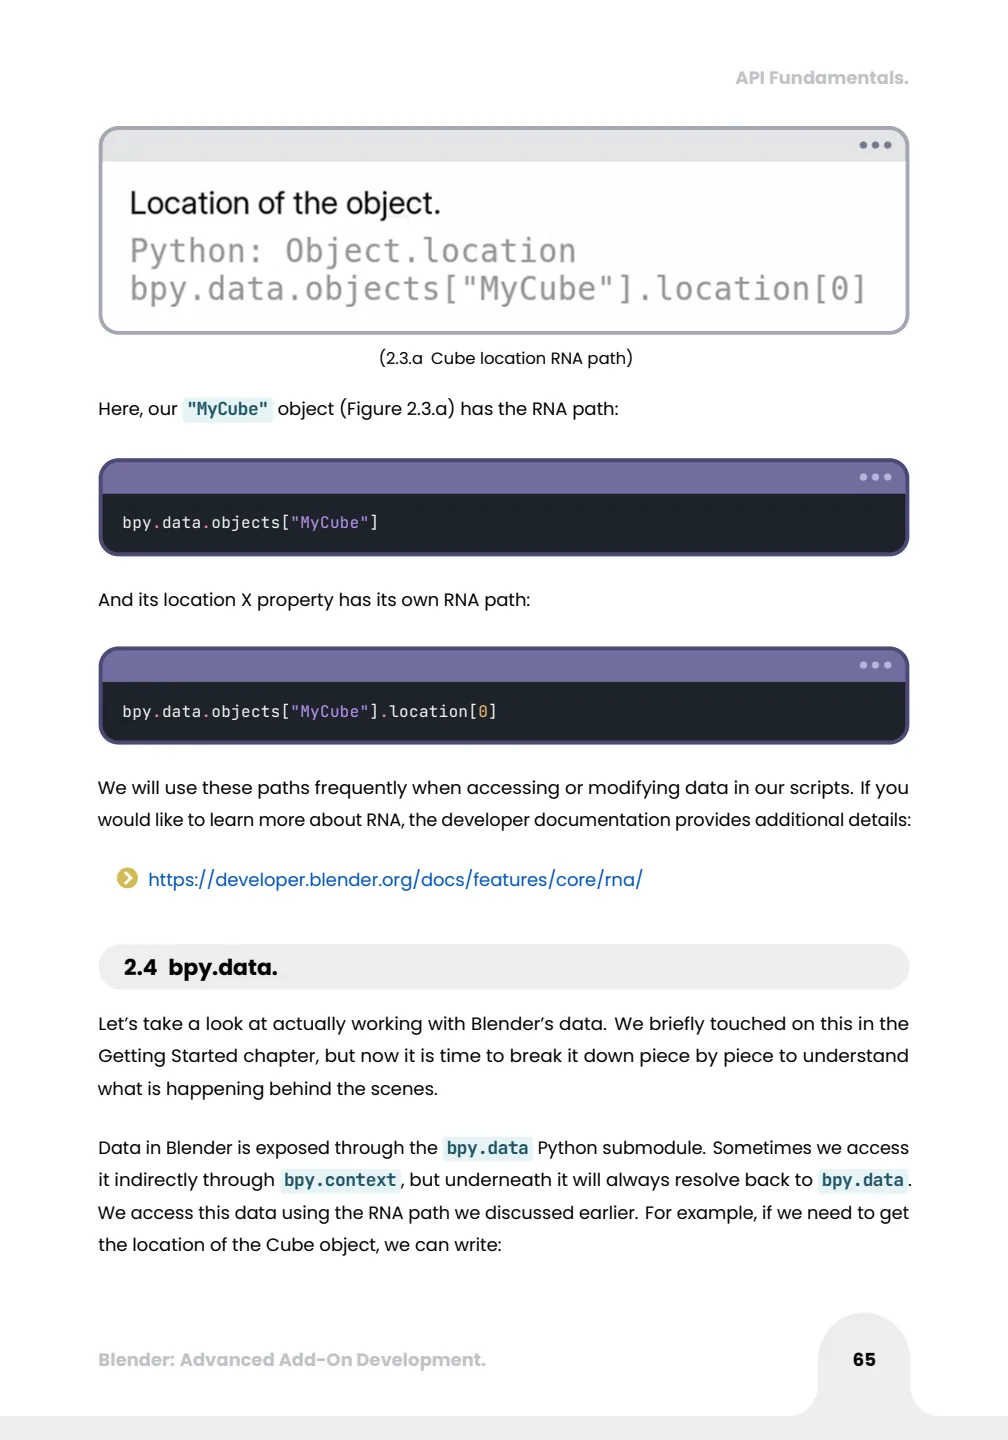 API Fundamentals.
Location of the object.
Python: Object.location
bpy.data.objects["MyCube"].location[0]
(2.3.a Cube location RNA path)
Here, our "MyCube" object (Figure 2.3.a) has the RNA path:
bpy.data.objects["MyCube"]
And its location X property has its own RNA path:
bpy.data.objects["MyCube"].location[0]
We will use these paths frequently when accessing or modifying data in our scripts. If you
would like to learn more about RNA, the developer documentation provides additional details:
https://developer.blender.org/docs/features/core/rna/
2.4 bpy.data.
Let’s take a look at actually working with Blender’s data. We briefly touched on this in the
Getting Started chapter, but now it is time to break it down piece by piece to understand
what is happening behind the scenes.
Data in Blender is exposed through the bpy.data Python submodule. Sometimes we access
it indirectly through bpy.context, but underneath it will always resolve back to bpy.data.
We access this data using the RNA path we discussed earlier. For example, if we need to get
the location of the Cube object, we can write:
Blender: Advanced Add-On Development.
65